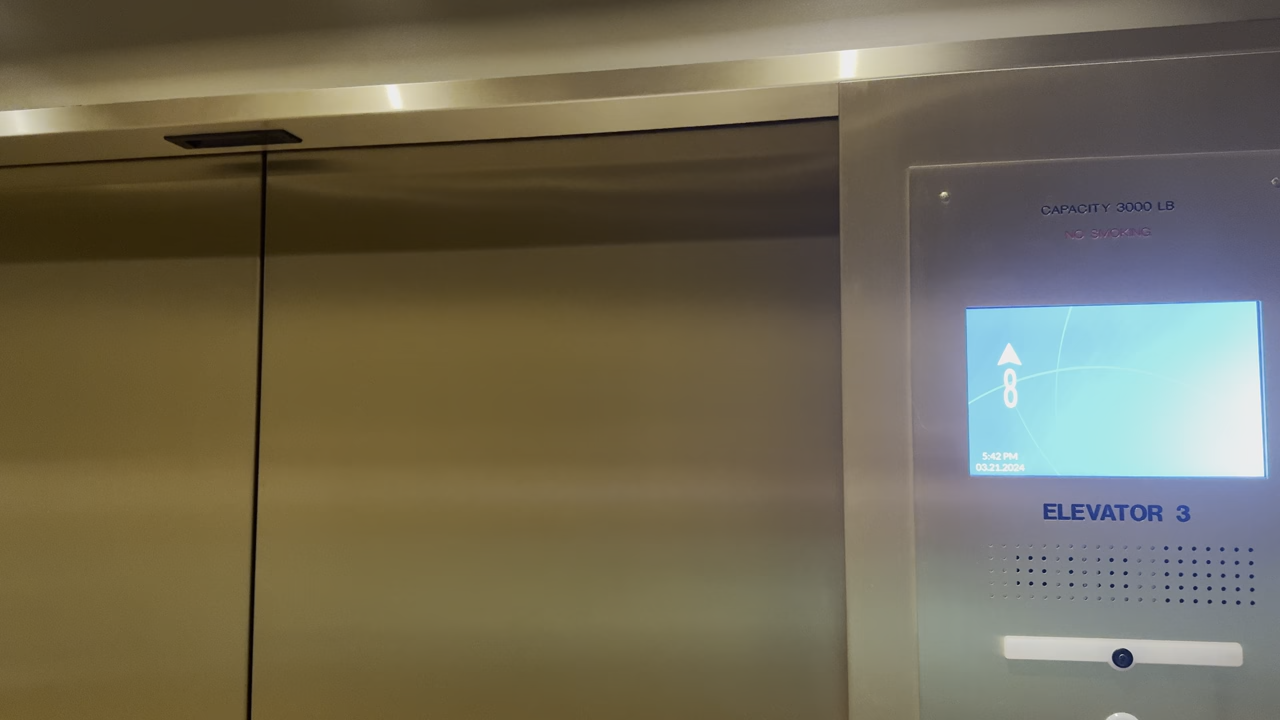 CAPACITY 3000 LB
NO SMOKING
8
5:42 PM
03.21.2024
ELEVATOR 3